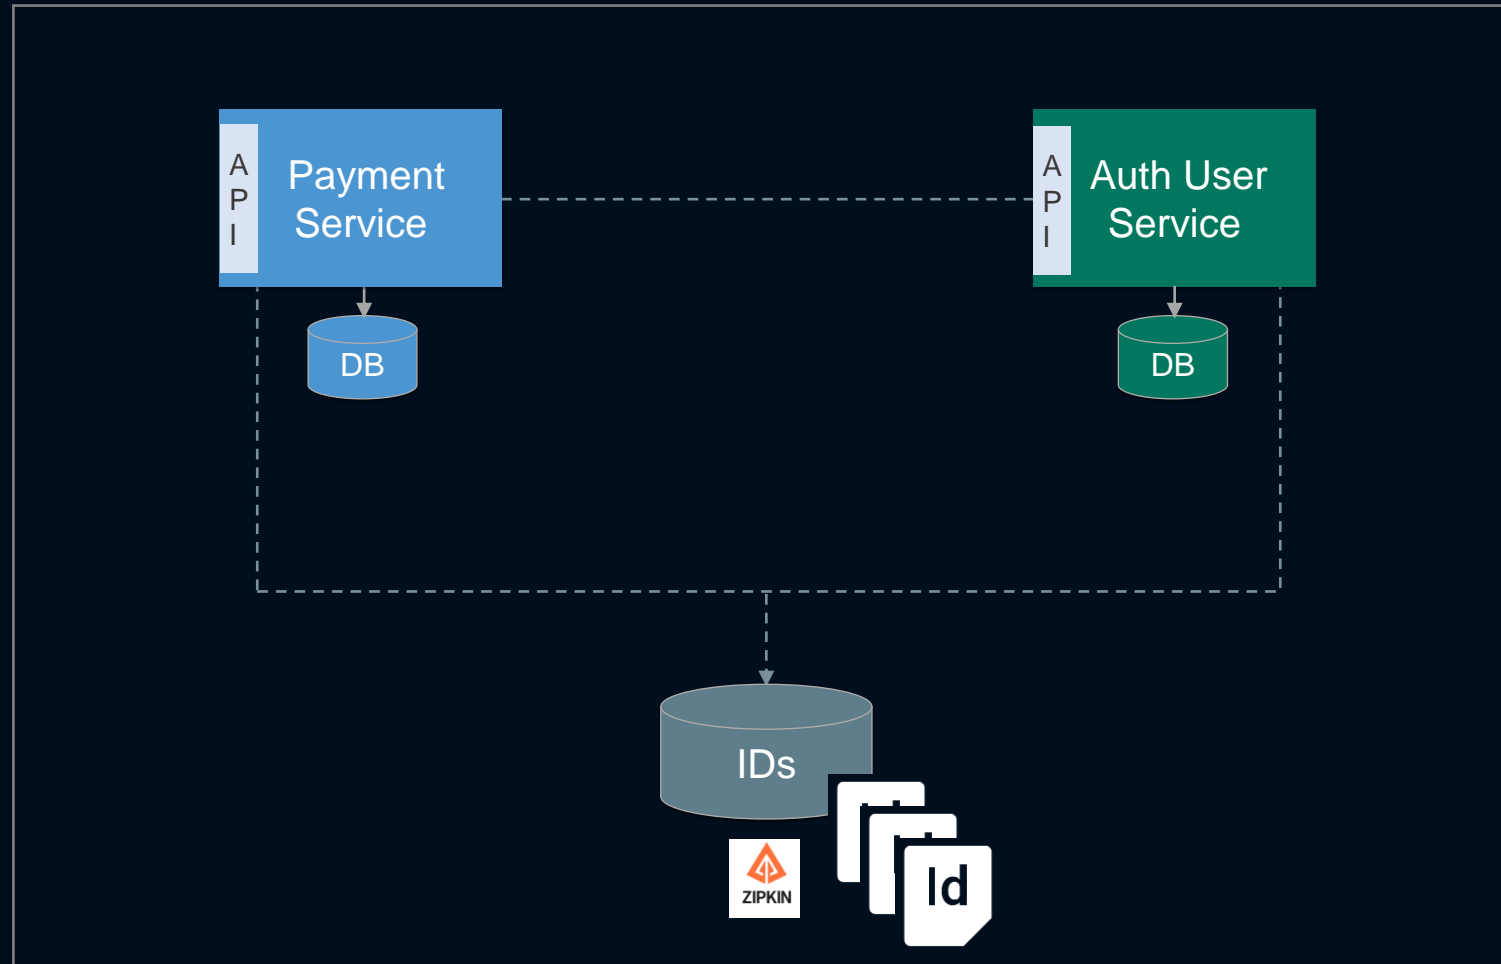 A
P
I
Payment
Service
A
P
I
Auth User
Service
DB
DB
IDs
ZIPKIN
Id